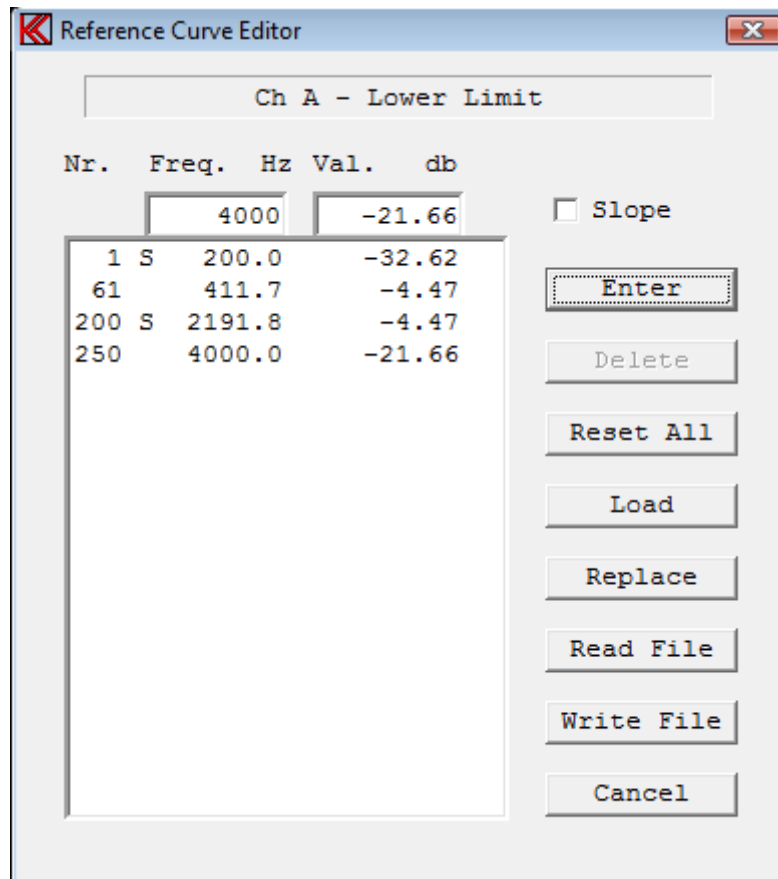 Reference Curve Editor
Ch A - Lower Limit
Nr. Freq. Hz Val. db
4000 -21.66
Slope
1 S 200.0 -32.62
61 411.7 -4.47
200 S 2191.8 -4.47
250 4000.0 -21.66
Enter
Delete
Reset All
Load
Replace
Read File
Write File
Cancel